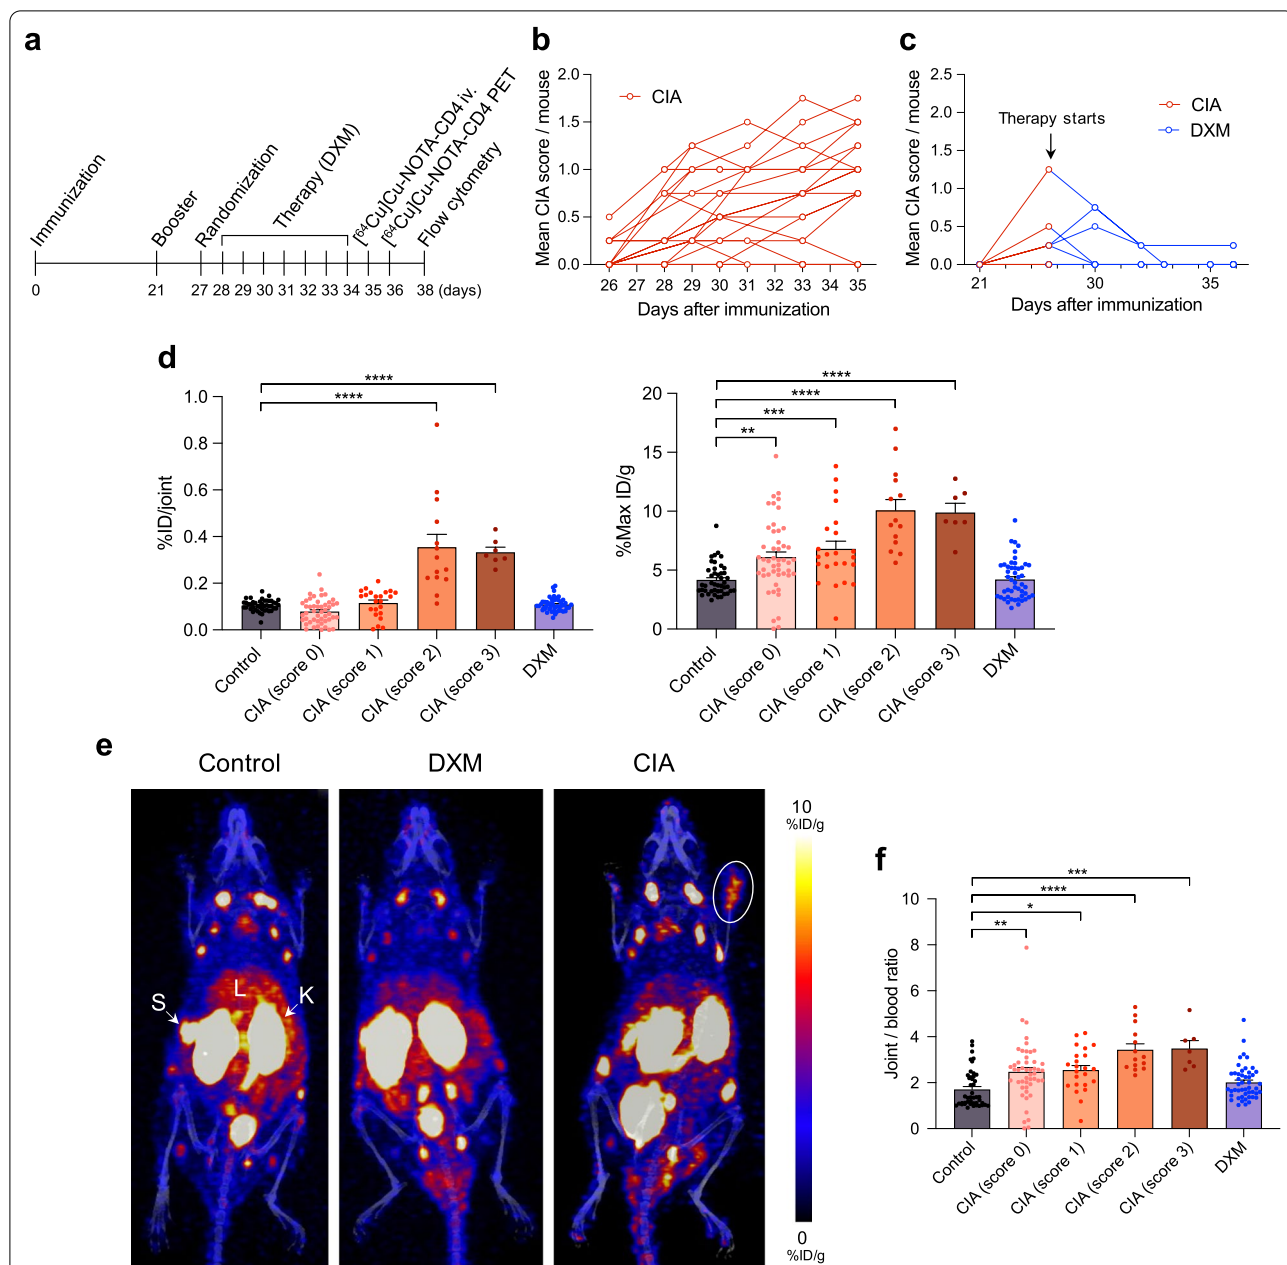 a
Immunization
Booster
Randomization
Therapy (DXM)
[64Cu]Cu-NOTA-CD4 iv.
[64Cu]Cu-NOTA-CD4 PET
Flow cytometry
0 21 27 28 29 30 31 32 33 34 35 36 38 (days)
b
Mean CIA score / mouse
2.0
1.5
1.0
0.5
0.0
CIA
26 27 28 29 30 31 32 33 34 35
Days after immunization
c
Mean CIA score / mouse
2.5
2.0
1.5
1.0
0.5
0.0
Therapy starts
CIA
DXM
21 30 35
Days after immunization
d
%ID/joint
1.0
0.8
0.6
0.4
0.2
0.0
****
****
Control
CIA (score 0)
CIA (score 1)
CIA (score 2)
CIA (score 3)
DXM
%Max ID/g
20
15
10
5
0
****
****
***
**
Control
CIA (score 0)
CIA (score 1)
CIA (score 2)
CIA (score 3)
DXM
e
Control DXM CIA
S
L
K
10
%ID/g
0
%ID/g
f
Joint / blood ratio
10
8
6
4
2
0
***
****
*
**
Control
CIA (score 0)
CIA (score 1)
CIA (score 2)
CIA (score 3)
DXM